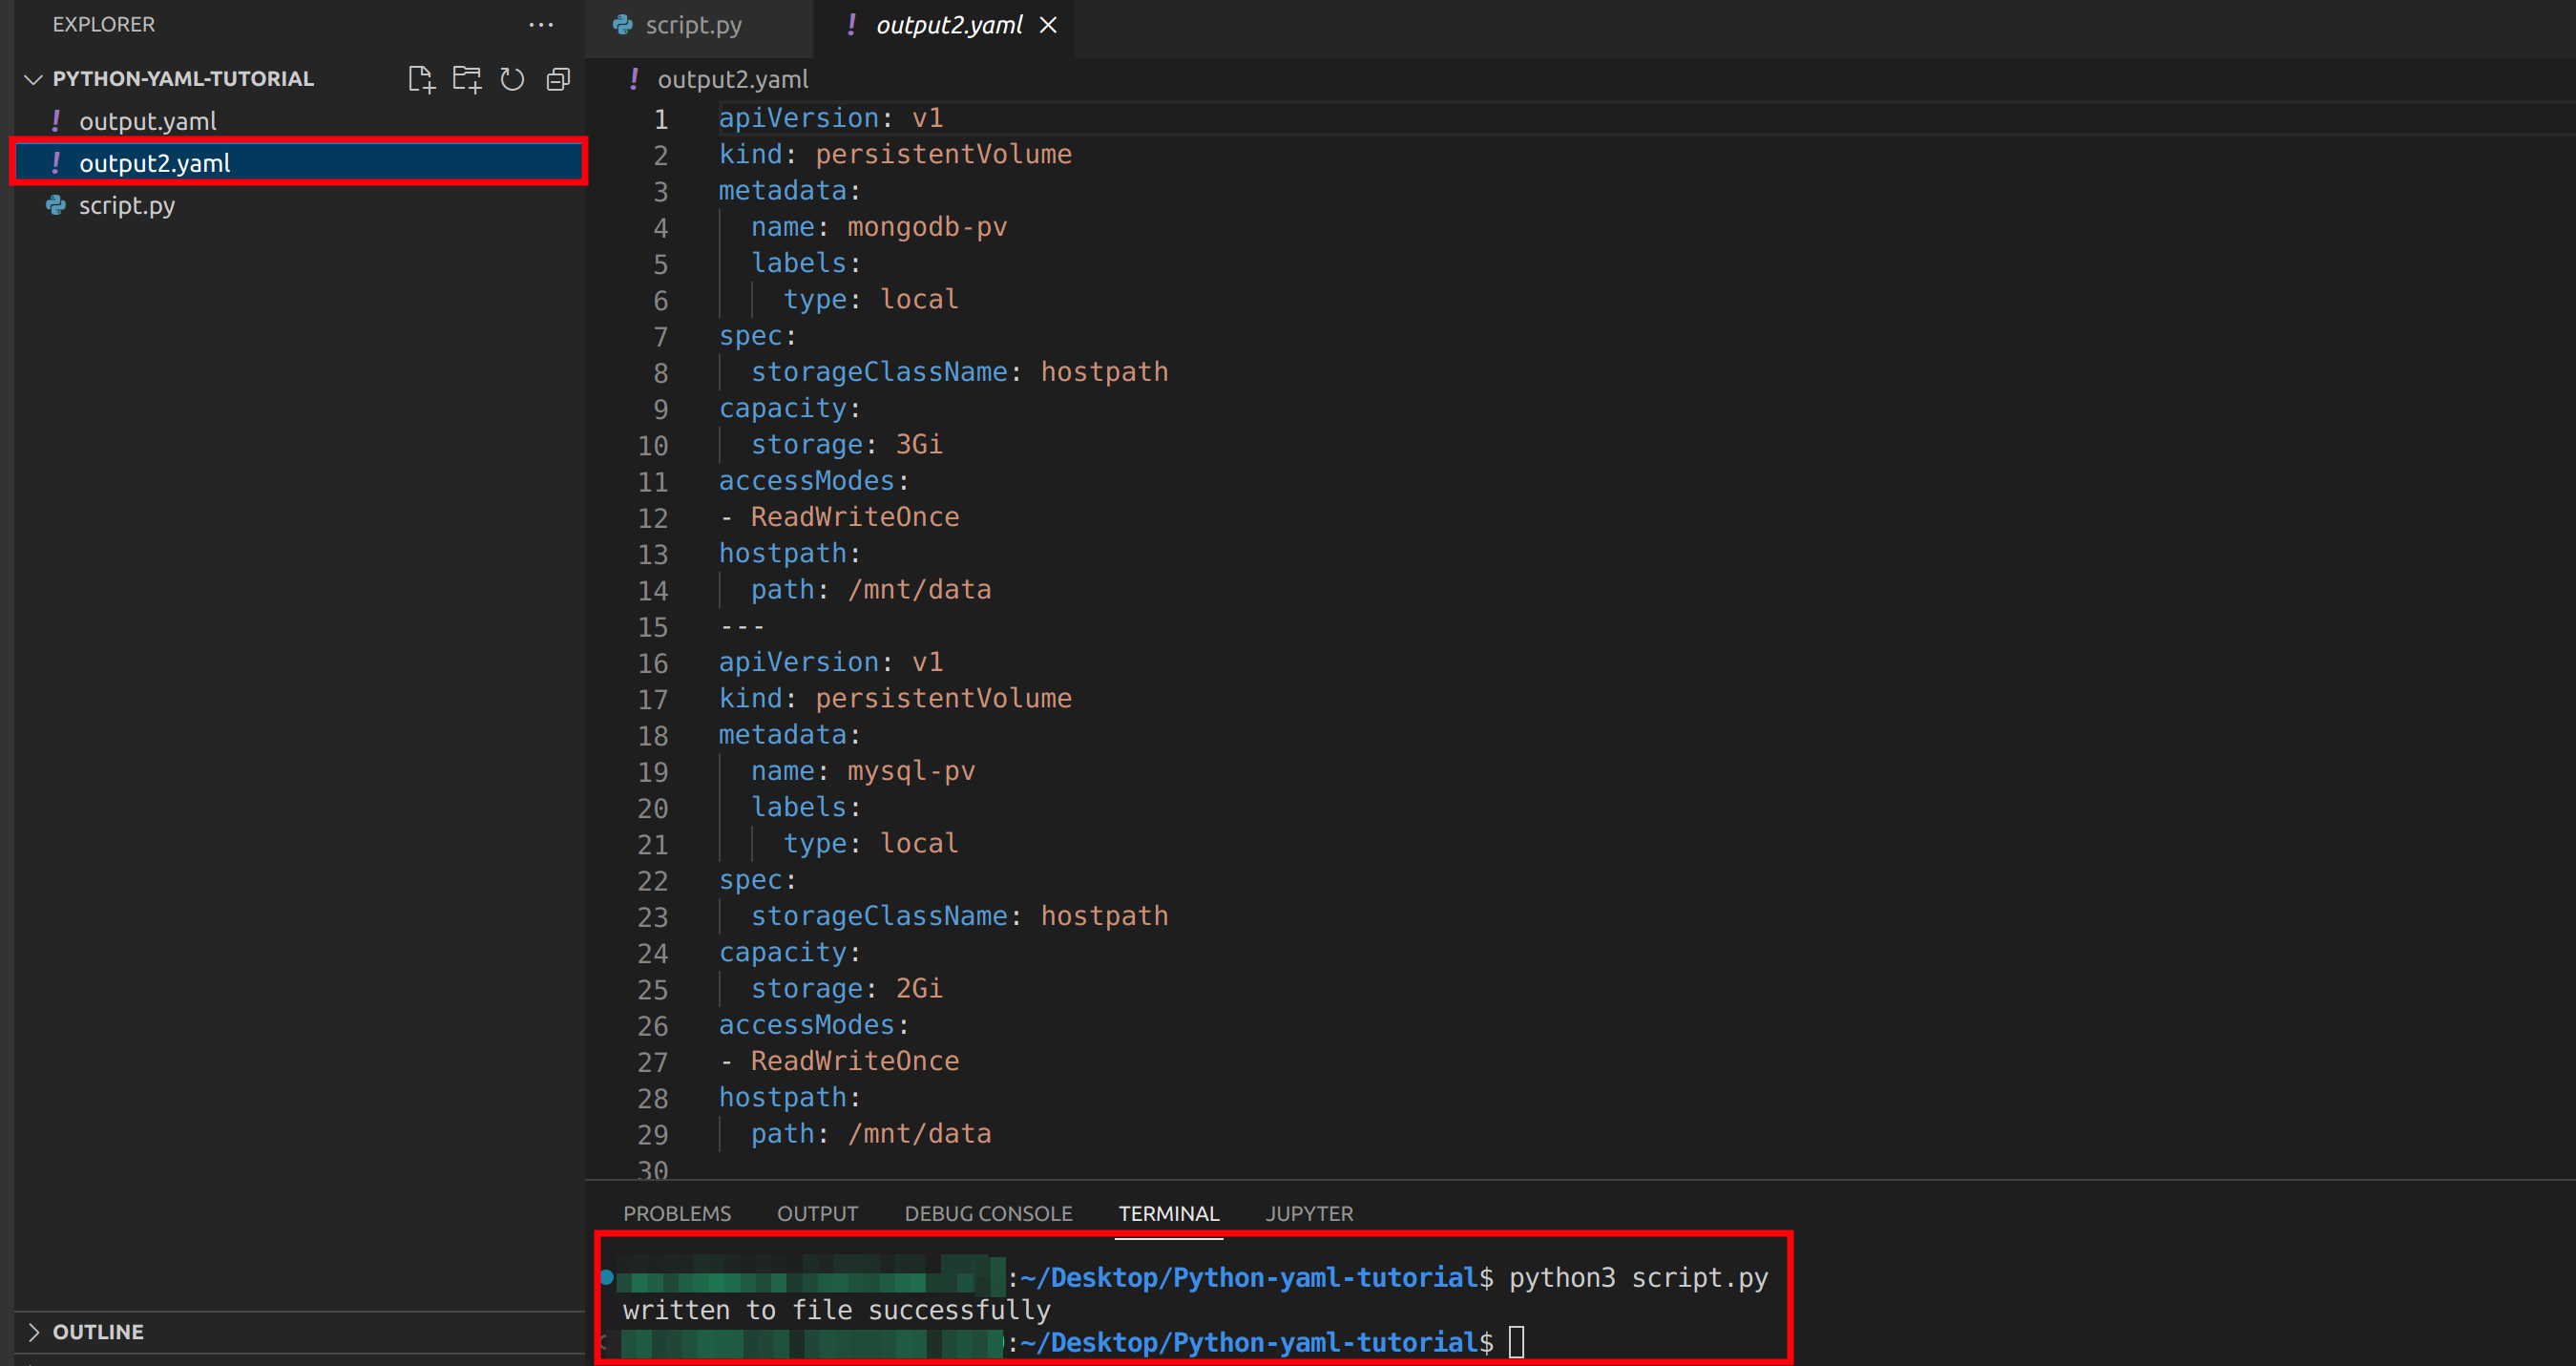 EXPLORER
PYTHON-YAML-TUTORIAL
output.yaml
output2.yaml
script.py
OUTLINE
script.py
output2.yaml
output2.yaml
1 apiVersion: v1
2 kind: persistentVolume
3 metadata:
4 name: mongodb-pv
5 labels:
6 type: local
7 spec:
8 storageClassName: hostpath
9 capacity:
10 storage: 3Gi
11 accessModes:
12 - ReadWriteOnce
13 hostpath:
14 path: /mnt/data
15 ---
16 apiVersion: v1
17 kind: persistentVolume
18 metadata:
19 name: mysql-pv
20 labels:
21 type: local
22 spec:
23 storageClassName: hostpath
24 capacity:
25 storage: 2Gi
26 accessModes:
27 - ReadWriteOnce
28 hostpath:
29 path: /mnt/data
30
PROBLEMS OUTPUT DEBUG CONSOLE TERMINAL JUPYTER
:~/Desktop/Python-yaml-tutorial$ python3 script.py
written to file successfully
:~/Desktop/Python-yaml-tutorial$